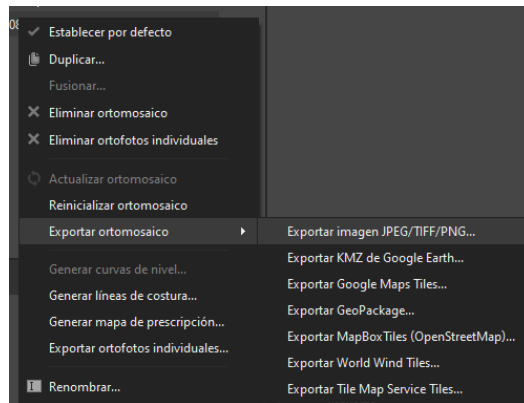 Establecer por defecto
Duplicar...
Fusionar...
Eliminar ortomosaico
Eliminar ortofotos individuales
Actualizar ortomosaico
Reinicializar ortomosaico
Exportar ortomosaico
Generar curvas de nivel...
Generar líneas de costura...
Generar mapa de prescripción...
Exportar ortofotos individuales...
Renombrar...
Exportar imagen JPEG/TIFF/PNG...
Exportar KMZ de Google Earth...
Exportar Google Maps Tiles...
Exportar GeoPackage...
Exportar MapBoxTiles (OpenStreetMap)...
Exportar World Wind Tiles...
Exportar Tile Map Service Tiles...